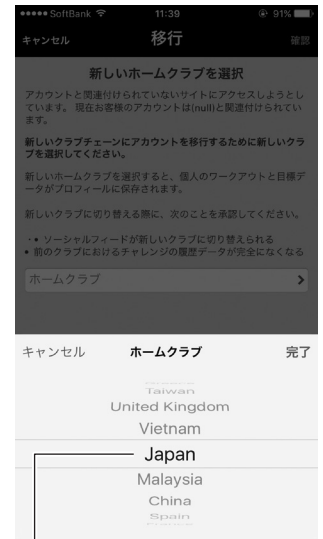 ●●●●● SoftBank 11:39 91%
キャンセル 移行 確認
新しいホームクラブを選択
アカウントと関連付けられていないサイトにアクセスしようとし
ています。 現在お客様のアカウントは(null)と関連付けられてい
ます。
新しいクラブチェーンにアカウントを移行するために新しいクラ
ブを選択してください。
新しいホームクラブを選択すると、個人のワークアウトと目標デ
ータがプロフィールに保存されます。
新しいクラブに切り替える際に、次のことを承認してください。
・• ソーシャルフィードが新しいクラブに切り替えられる
• 前のクラブにおけるチャレンジの履歴データが完全になくなる
ホームクラブ
キャンセル ホームクラブ 完了
Taiwan
United Kingdom
Vietnam
Japan
Malaysia
China
Spain